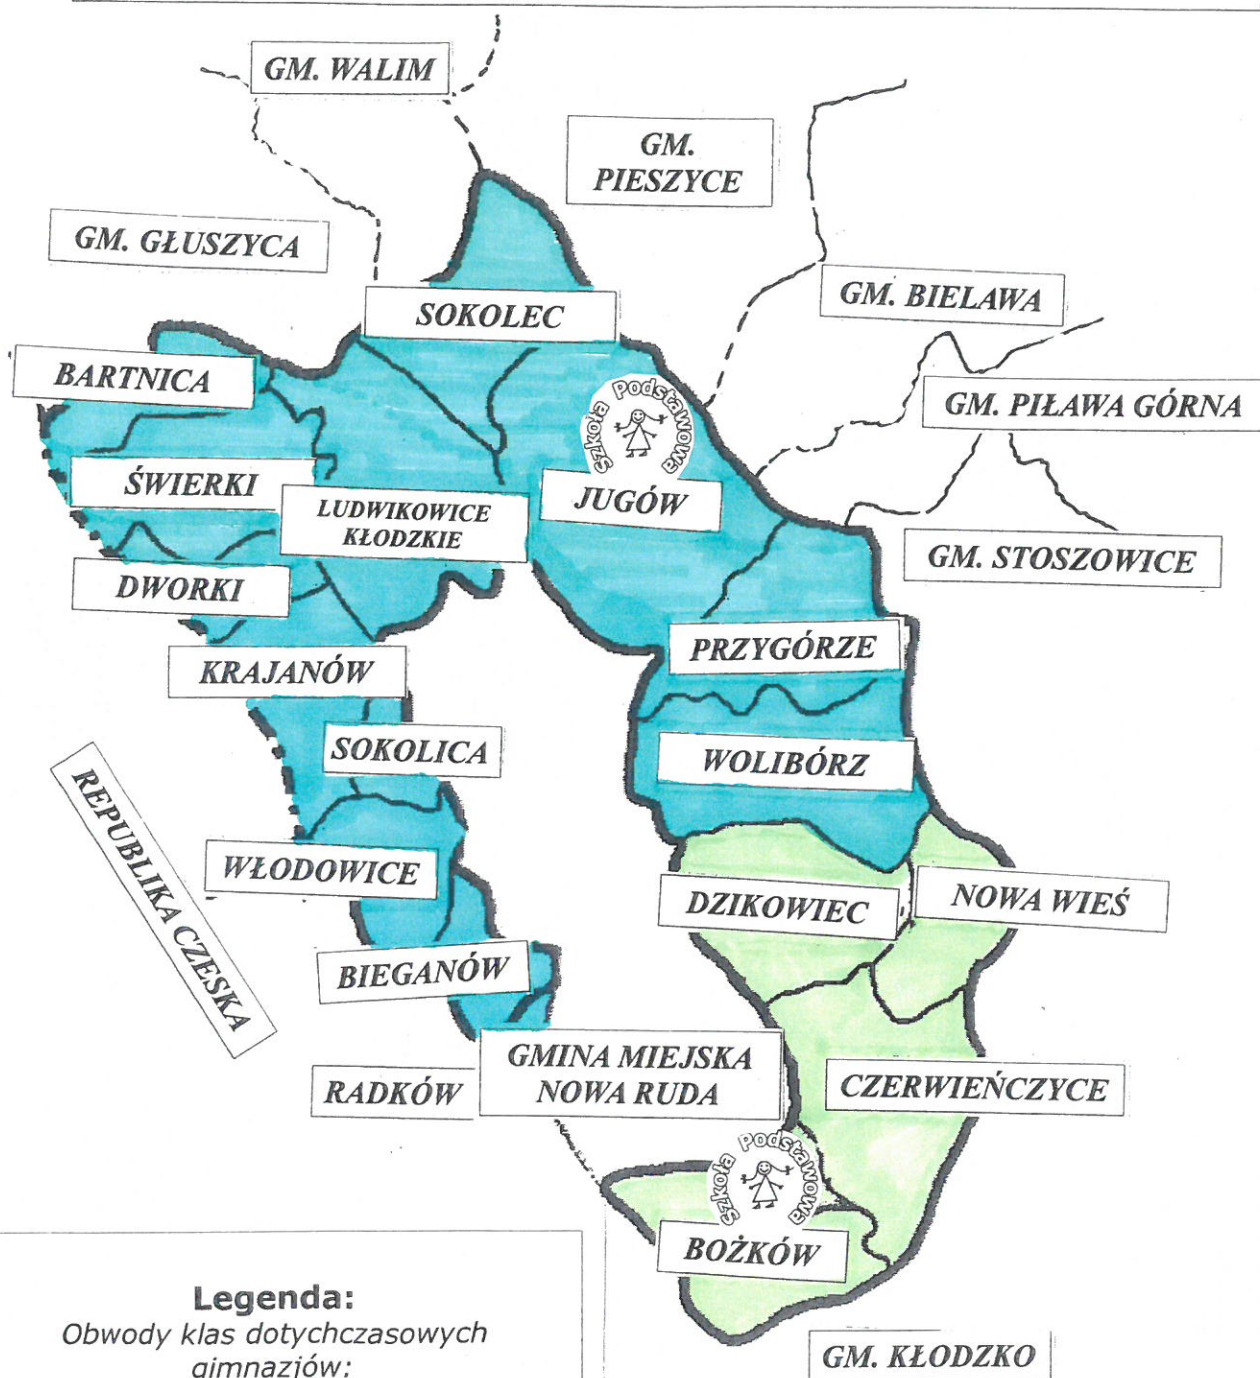 GM. WALIM
GM.
PIESZYCE
GM. GŁUSZYCA
GM. BIELAWA
SOKOLEC
BARTNICA
Szkoła Podstawowa
GM. PIŁAWA GÓRNA
ŚWIERKI
LUDWIKOWICE
KŁODZKIE
JUGÓW
GM. STOSZOWICE
DWORKI
PRZYGÓRZE
KRAJANÓW
SOKOLICA
WOLIBÓRZ
REPUBLIKA CZESKA
WŁODOWICE
DZIKOWIEC
NOWA WIEŚ
BIEGANÓW
GMINA MIEJSKA
NOWA RUDA
RADKÓW
CZERWIEŃCZYCE
Szkoła Podstawowa
BOŻKÓW
Legenda:
Obwody klas dotychczasowych
gimnazjów:
GM. KŁODZKO